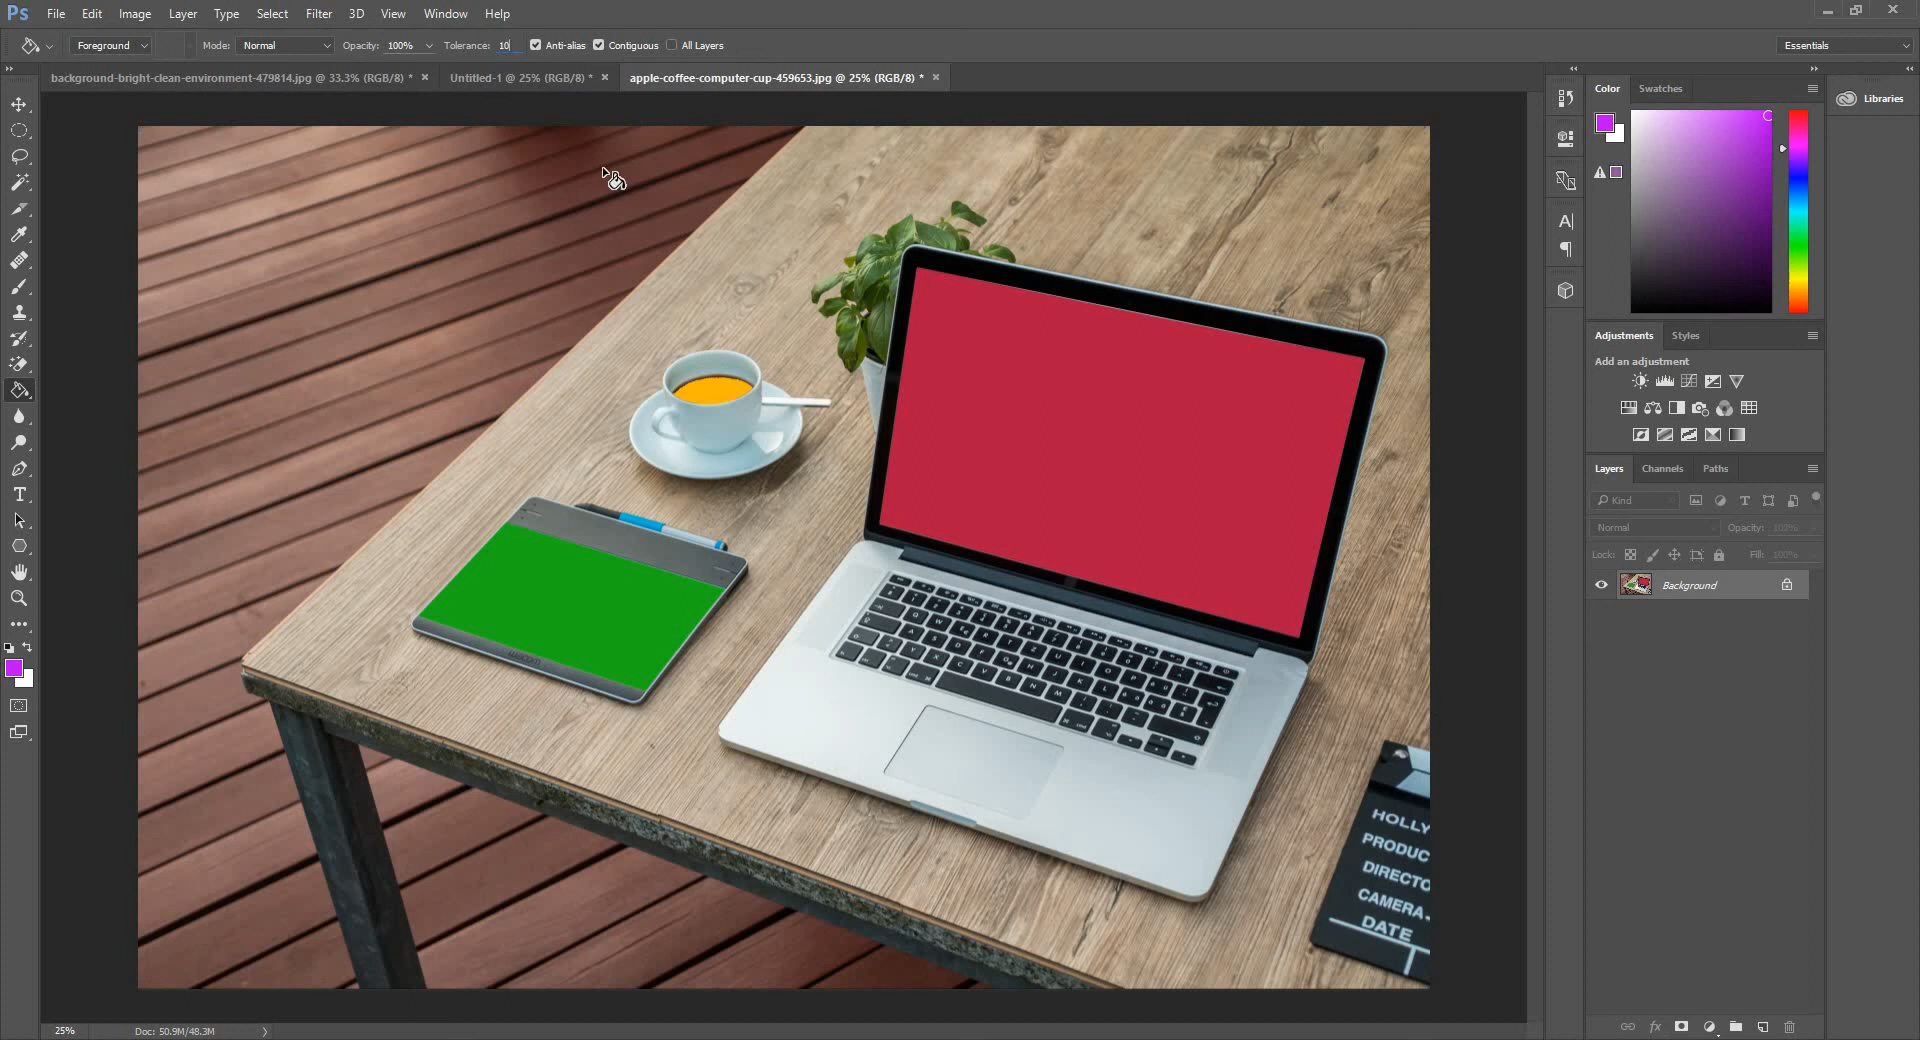 Ps File Edit Image Layer Type Select Filter 3D View Window Help
Foreground Mode: Normal Opacity: 100% Tolerance: 10 Anti-alias Contiguous All Layers Essentials
background-bright-clean-environment-479814.jpg @ 33.3% (RGB/8) * Untitled-1 @ 25% (RGB/8) * apple-coffee-computer-cup-459653.jpg @ 25% (RGB/8) *
Color Swatches
Libraries
Adjustments Styles
Add an adjustment
Layers Channels Paths
Kind
Normal Opacity: 100%
Lock: Fill: 100%
Background
fx
wacom
HOLLY
PRODUC
DIRECTO
CAMERA
DATE
25% Doc: 50.9M/48.3M